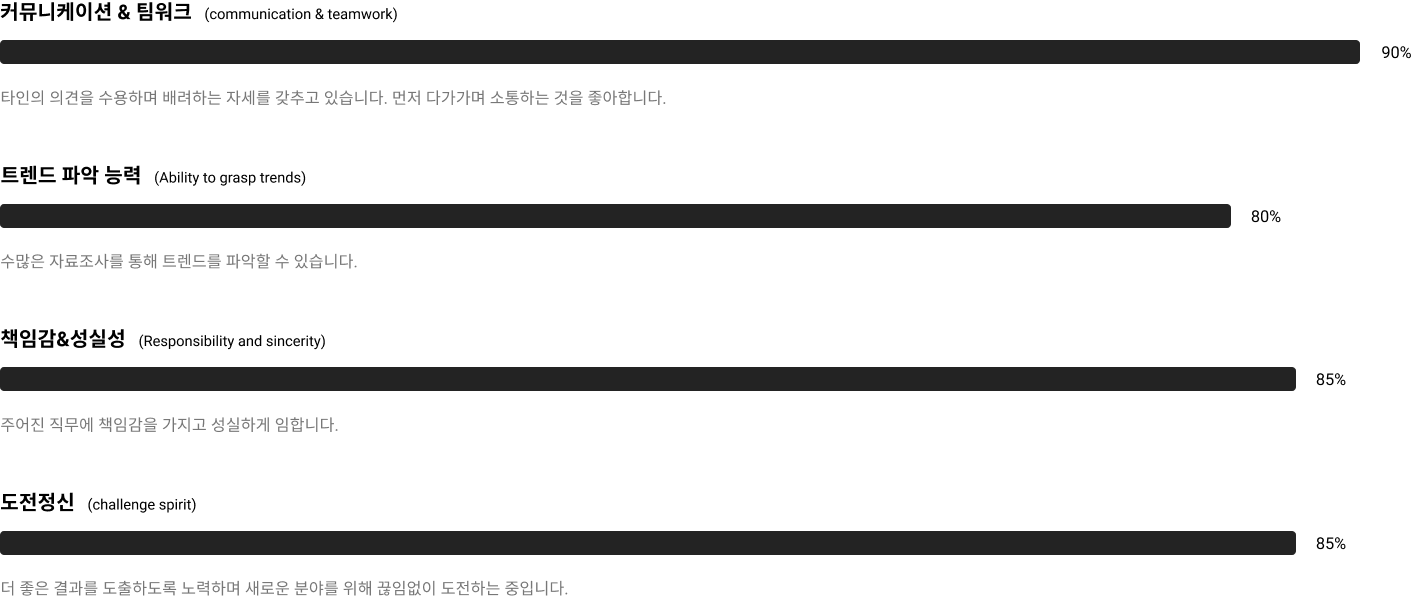 커뮤니케이션 & 팀워크 (communication & teamwork)
90%
타인의 의견을 수용하며 배려하는 자세를 갖추고 있습니다. 먼저 다가가며 소통하는 것을 좋아합니다.
트렌드 파악 능력 (Ability to grasp trends)
80%
수많은 자료조사를 통해 트렌드를 파악할 수 있습니다.
책임감&성실성 (Responsibility and sincerity)
85%
주어진 직무에 책임감을 가지고 성실하게 임합니다.
도전정신 (challenge spirit)
85%
더 좋은 결과를 도출하도록 노력하며 새로운 분야를 위해 끊임없이 도전하는 중입니다.